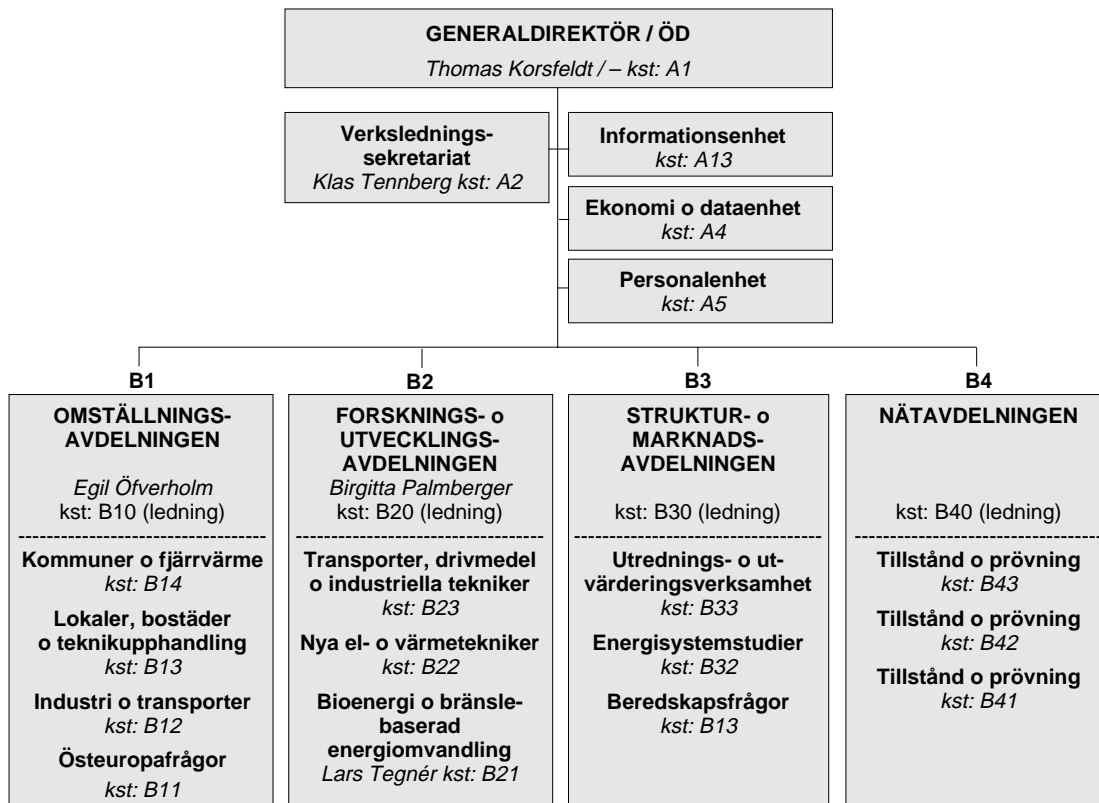 GENERALDIREKTÖR / ÖD
Thomas Korsfeldt / – kst: A1
Verkslednings-
sekretariat
Klas Tennberg kst: A2
Informationsenhet
kst: A13
Ekonomi o dataenhet
kst: A4
Personalenhet
kst: A5
B1
OMSTÄLLNINGS-
AVDELNINGEN
Egil Öfverholm
kst: B10 (ledning)
Kommuner o fjärrvärme
kst: B14
Lokaler, bostäder
o teknikupphandling
kst: B13
Industri o transporter
kst: B12
Östeuropafrågor
kst: B11
B2
FORSKNINGS- o
UTVECKLINGS-
AVDELNINGEN
Birgitta Palmberger
kst: B20 (ledning)
Transporter, drivmedel
o industriella tekniker
kst: B23
Nya el- o värmetekniker
kst: B22
Bioenergi o bränsle-
baserad
energiomvandling
Lars Tegnér kst: B21
B3
STRUKTUR- o
MARKNADS-
AVDELNINGEN
kst: B30 (ledning)
Utrednings- o ut-
värderingsverksamhet
kst: B33
Energisystemstudier
kst: B32
Beredskapsfrågor
kst: B13
B4
NÄTAVDELNINGEN
kst: B40 (ledning)
Tillstånd o prövning
kst: B43
Tillstånd o prövning
kst: B42
Tillstånd o prövning
kst: B41